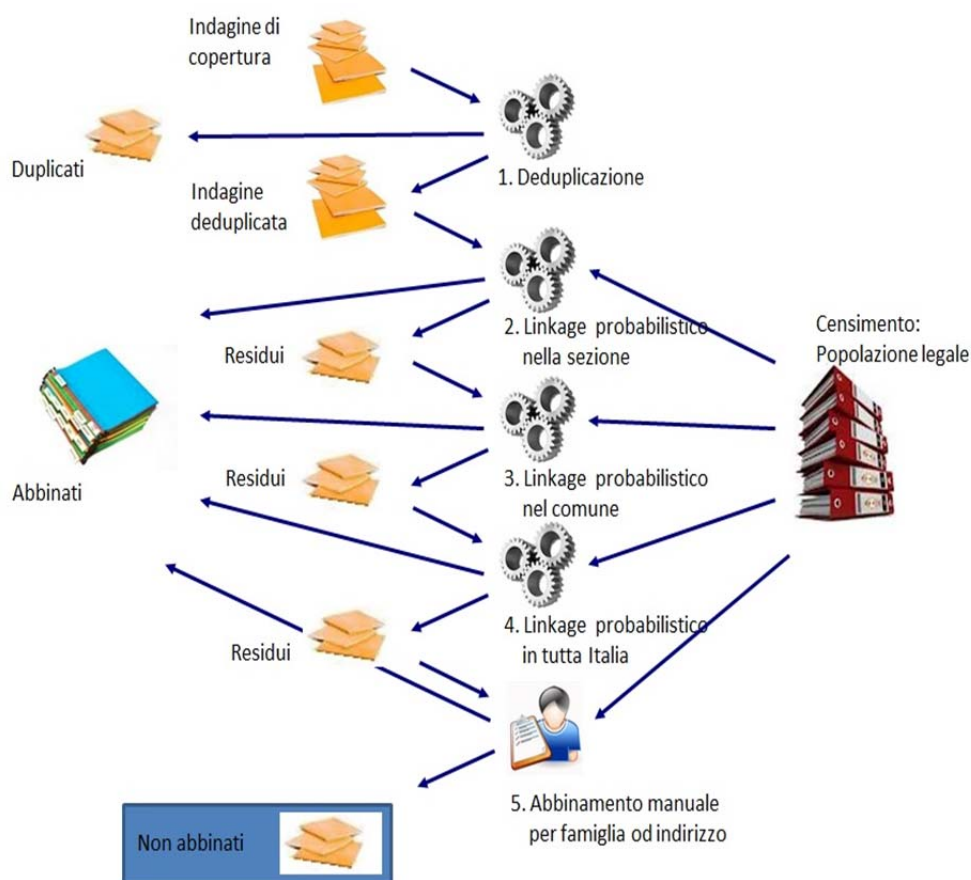 Indagine di
copertura
Duplicati
1. Deduplicazione
Indagine
deduplicata
2. Linkage probabilistico
nella sezione
Censimento:
Popolazione legale
Residui
Abbinati
Residui
3. Linkage probabilistico
nel comune
Residui
4. Linkage probabilistico
in tutta Italia
5. Abbinamento manuale
per famiglia od indirizzo
Non abbinati